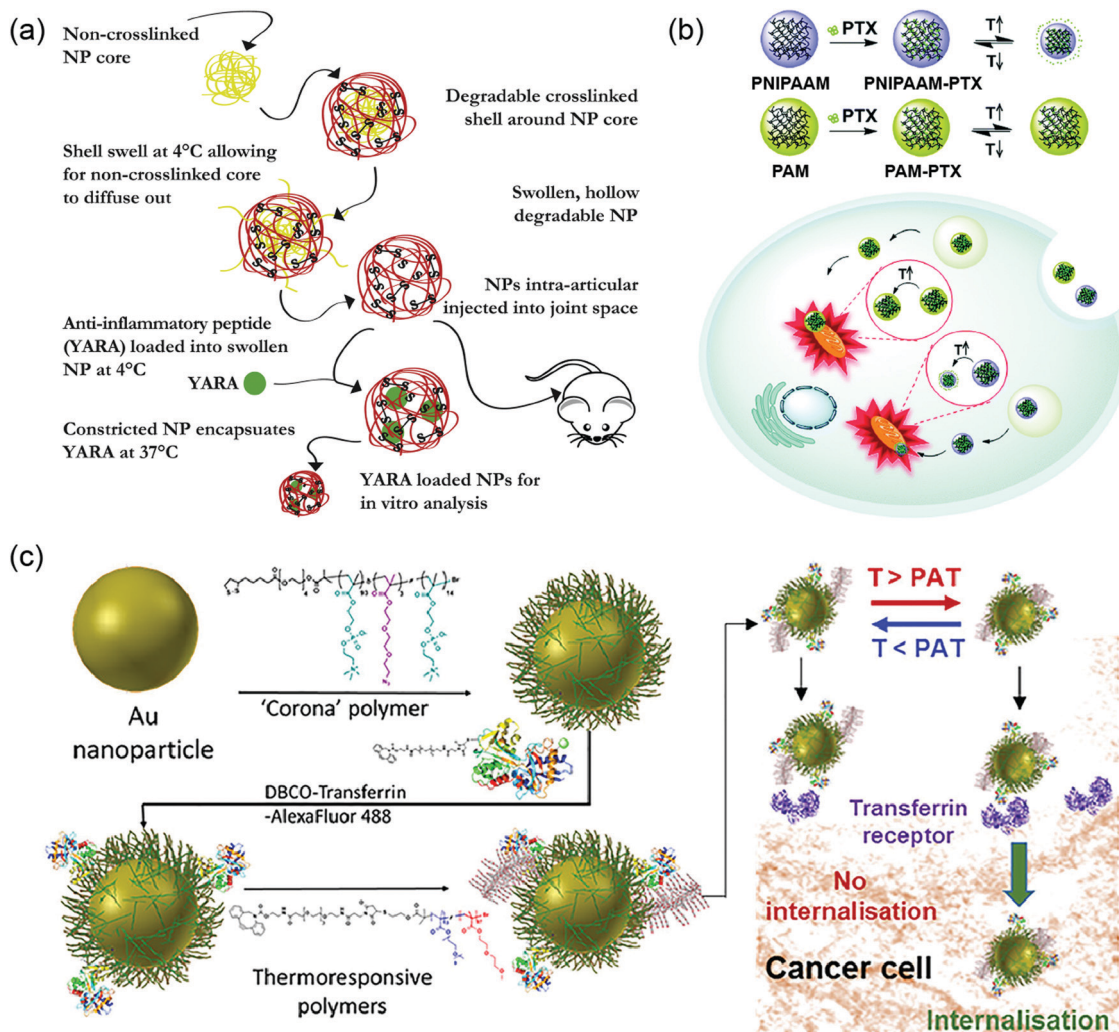 (a)
Non-crosslinked
NP core
Degradable crosslinked
shell around NP core
Shell swell at 4°C allowing
for non-crosslinked core
to diffuse out
Swollen, hollow
degradable NP
NPs intra-articular
injected into joint space
Anti-inflammatory peptide
(YARA) loaded into swollen
NP at 4°C
YARA
Constricted NP encapsuates
YARA at 37°C
YARA loaded NPs for
in vitro analysis
(b)
PTX
T↑
T↓
PNIPAAM
PNIPAAM-PTX
PTX
T↑
T↓
PAM
PAM-PTX
T↑
T↑
(c)
Au
nanoparticle
'Corona' polymer
DBCO-Transferrin
-AlexaFluor 488
Thermoresponsive
polymers
T > PAT
T < PAT
Transferrin
receptor
No
internalisation
Cancer cell
Internalisation